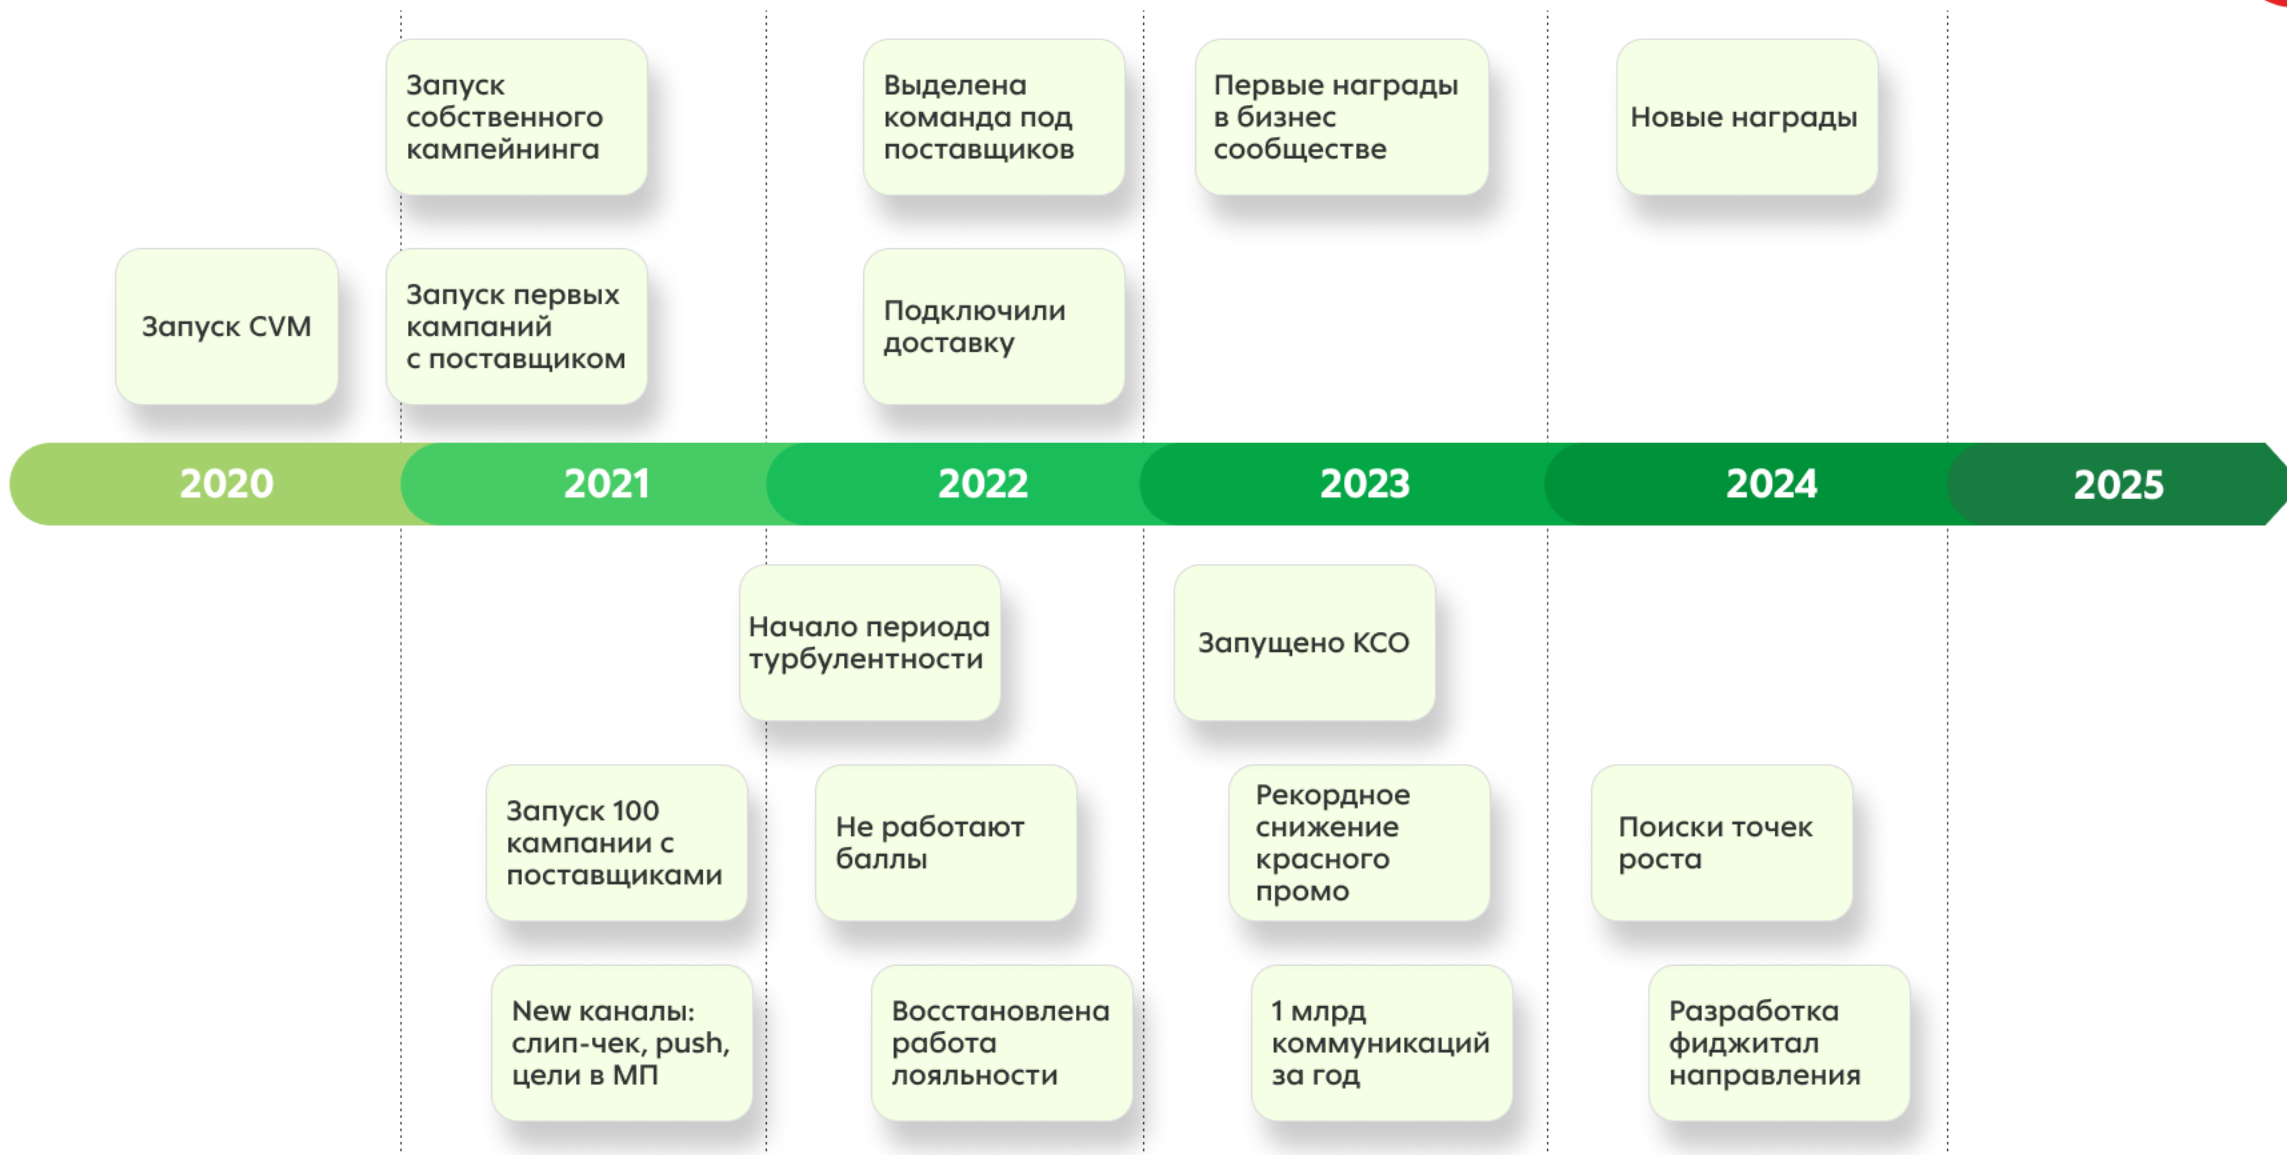 Запуск
собственного
кампейнинга
Выделена
команда под
поставщиков
Первые награды
в бизнес
сообществе
Новые награды
Запуск CVM
Запуск первых
кампаний
с поставщиком
Подключили
доставку
2020
2021
2022
2023
2024
2025
Начало периода
турбулентности
Запущено КСО
Запуск 100
кампании с
поставщиками
Не работают
баллы
Рекордное
снижение
красного
промо
Поиски точек
роста
New каналы:
слип-чек, push,
цели в МП
Восстановлена
работа
лояльности
1 млрд
коммуникаций
за год
Разработка
фиджитал
направления